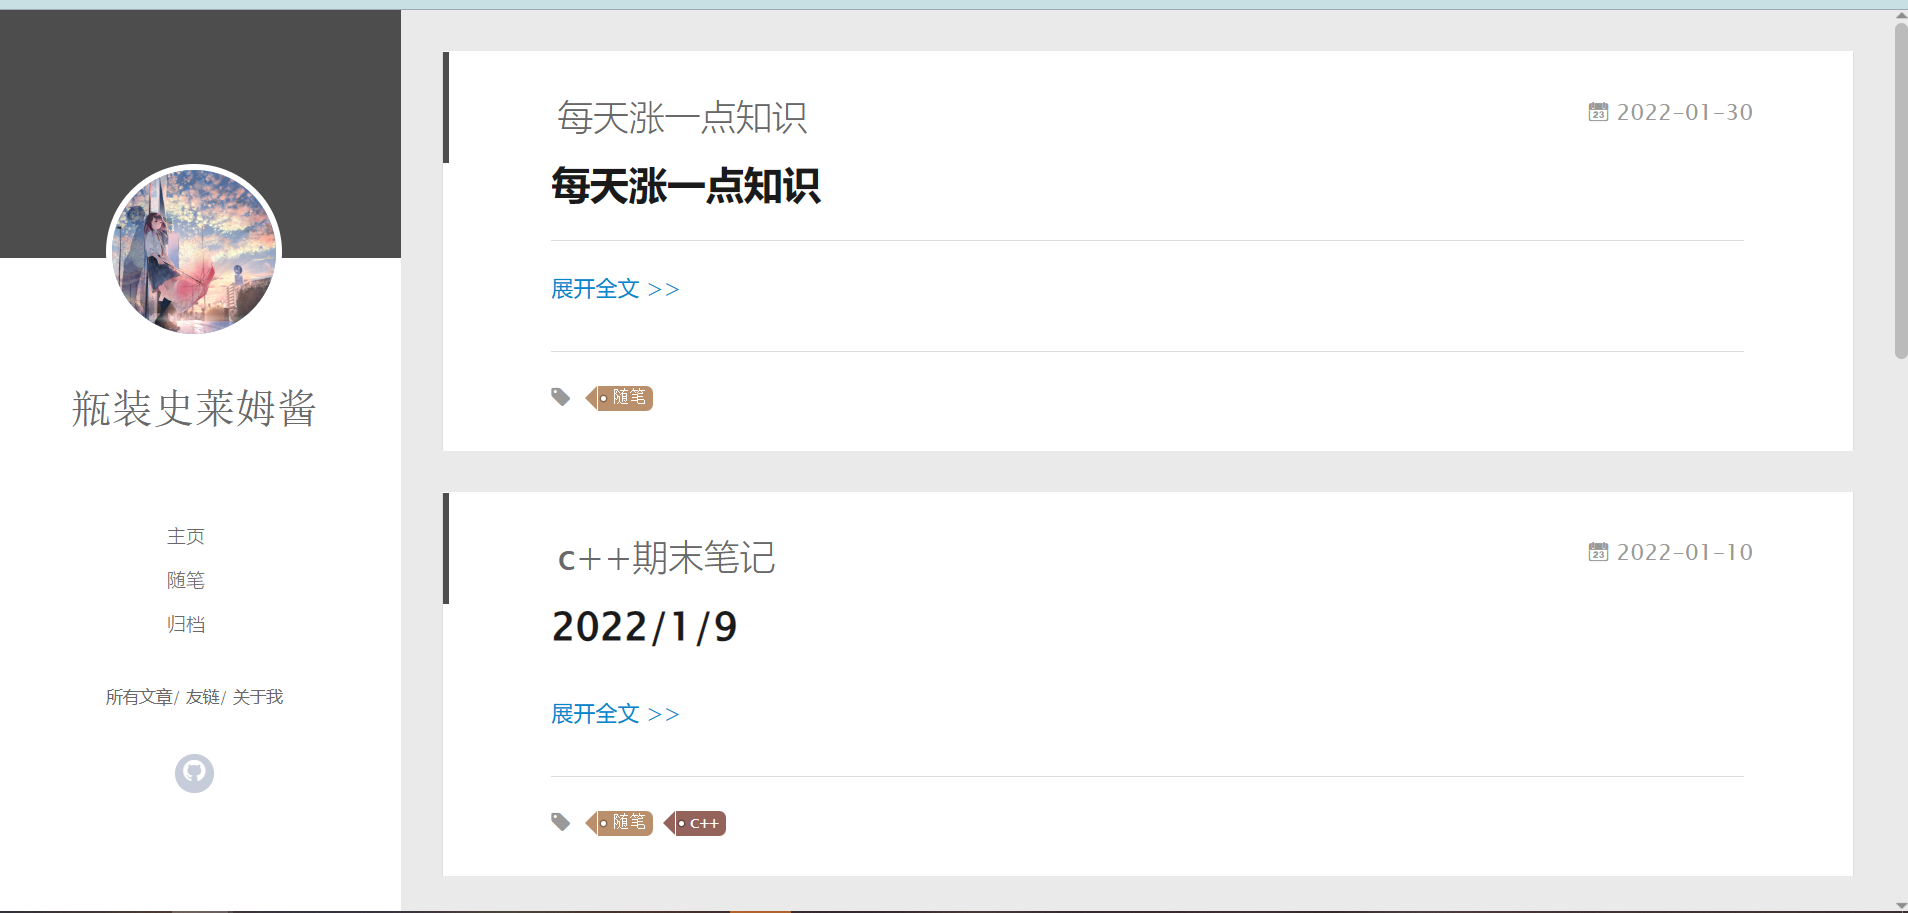 瓶装史莱姆酱
主页
随笔
归档
所有文章/ 友链/ 关于我
每天涨一点知识
23 2022-01-30
每天涨一点知识
展开全文 >>
随笔
c++期末笔记
23 2022-01-10
2022/1/9
展开全文 >>
随笔 c++